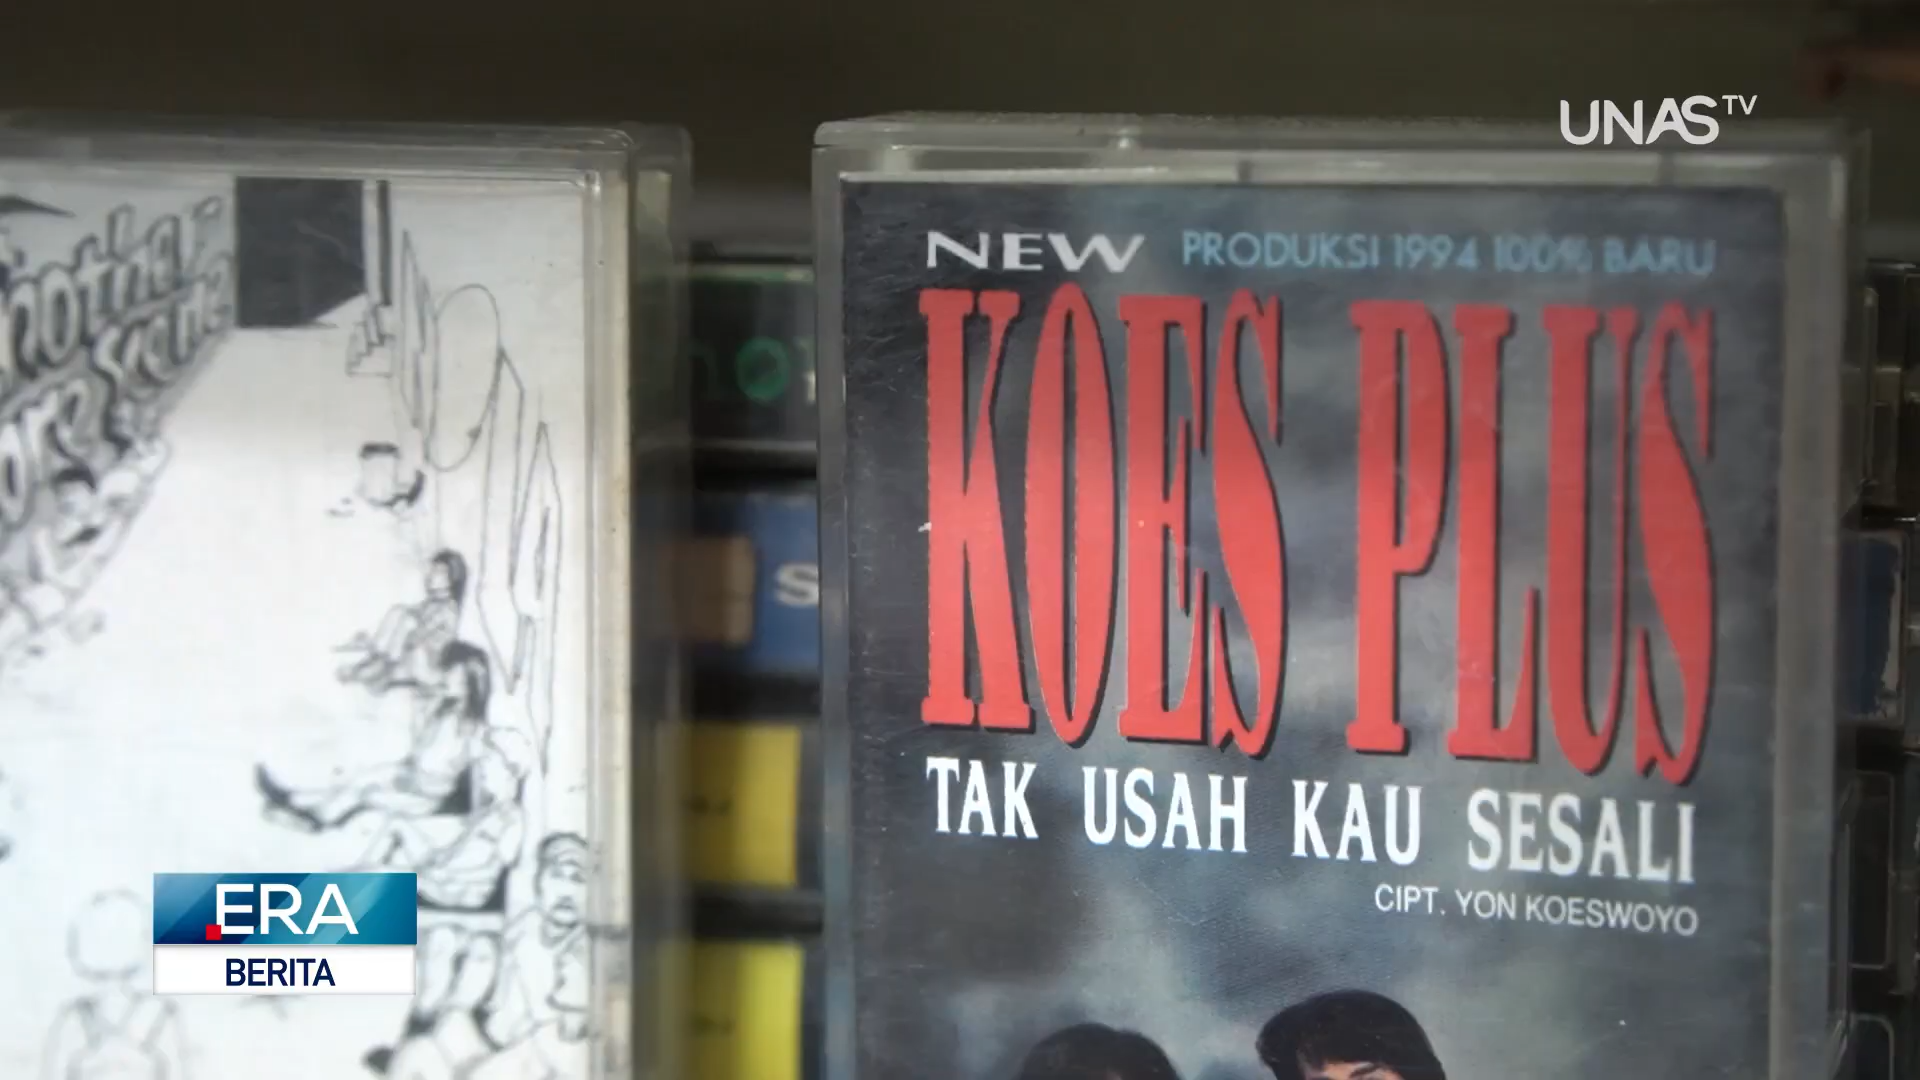 UNAS TV
NEW PRODUKSI 1994 100% BARU
KOES PLUS
TAK USAH KAU SESALI
CIPT. YON KOESWOYO
ERA
BERITA